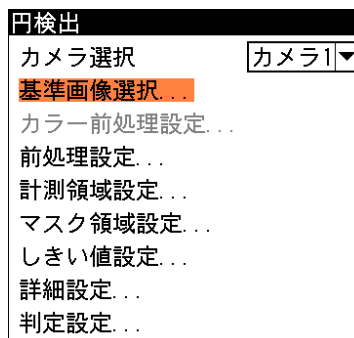 円検出
カメラ選択 カメラ1
基準画像選択...
カラー前処理設定...
前処理設定...
計測領域設定...
マスク領域設定...
しきい値設定...
詳細設定...
判定設定...